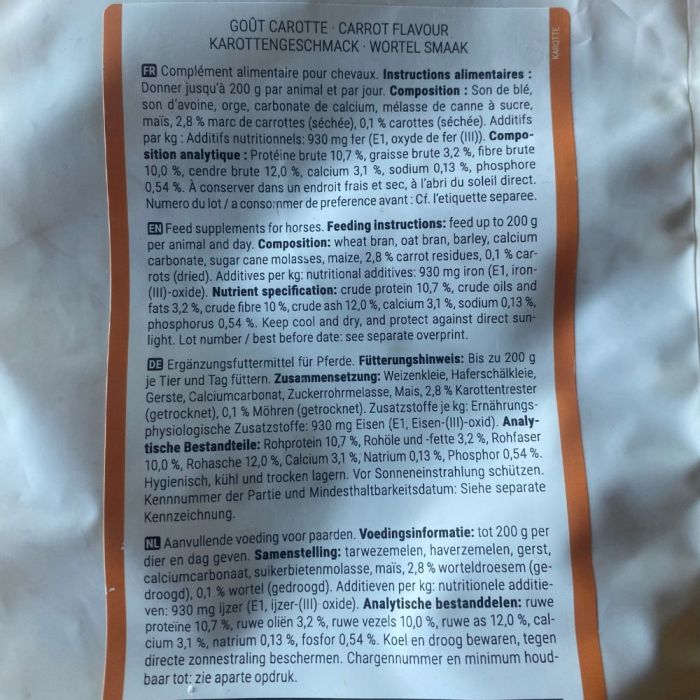 GOÛT CAROTTE · CARROT FLAVOUR
KAROTTENGESCHMACK · WORTEL SMAAK
KAROTTE
FR Complément alimentaire pour chevaux. Instructions alimentaires :
Donner jusqu'à 200 g par animal et par jour. Composition : Son de blé,
son d'avoine, orge, carbonate de calcium, mélasse de canne à sucre,
maïs, 2,8 % marc de carrottes (séchée), 0,1 % carottes (séchée). Additifs
par kg : Additifs nutritionnels: 930 mg fer (E1, oxyde de fer (III)). Compo-
sition analytique : Protéine brute 10,7 %, graisse brute 3,2 %, fibre brute
10,0 %, cendre brute 12,0 %, calcium 3,1 %, sodium 0,13 %, phosphore
0,54 %. À conserver dans un endroit frais et sec, à l'abri du soleil direct.
Numero du lot / a consommer de preference avant : Cf. l'etiquette separee.
EN Feed supplements for horses. Feeding instructions: feed up to 200 g
per animal and day. Composition: wheat bran, oat bran, barley, calcium
carbonate, sugar cane molasses, maize, 2,8 % carrot residues, 0,1 % car-
rots (dried). Additives per kg: nutritional additives: 930 mg iron (E1, iron-
(III)-oxide). Nutrient specification: crude protein 10,7 %, crude oils and
fats 3,2 %, crude fibre 10 %, crude ash 12,0 %, calcium 3,1 %, sodium 0,13 %,
phosphorus 0,54 %. Keep cool and dry, and protect against direct sun-
light. Lot number / best before date: see separate overprint.
DE Ergänzungsfuttermittel für Pferde. Fütterungshinweis: Bis zu 200 g
je Tier und Tag füttern. Zusammensetzung: Weizenkleie, Haferschälkleie,
Gerste, Calciumcarbonat, Zuckerrohrmelasse, Mais, 2,8 % Karottentrester
(getrocknet), 0,1 % Möhren (getrocknet). Zusatzstoffe je kg: Ernährungs-
physiologische Zusatzstoffe: 930 mg Eisen (E1, Eisen-(III)-oxid). Analy-
tische Bestandteile: Rohprotein 10,7 %, Rohöle und -fette 3,2 %, Rohfaser
10,0 %, Rohasche 12,0 %, Calcium 3,1 %, Natrium 0,13 %, Phosphor 0,54 %.
Hygienisch, kühl und trocken lagern. Vor Sonneneinstrahlung schützen.
Kennnummer der Partie und Mindesthaltbarkeitsdatum: Siehe separate
Kennzeichnung.
NL Aanvullende voeding voor paarden. Voedingsinformatie: tot 200 g per
dier en dag geven. Samenstelling: tarwezemelen, haverzemelen, gerst,
calciumcarbonaat, suikerbietenmolasse, maïs, 2,8 % worteldroesem (ge-
droogd), 0,1 % wortel (gedroogd). Additieven per kg: nutritionele additie-
ven: 930 mg ijzer (E1, Ijzer-(III) oxide). Analytische bestanddelen: ruwe
proteïne 10,7 %, ruwe oliën 3,2 %, ruwe vezels 10,0 %, ruwe as 12,0 %, cal-
cium 3,1 %, natrium 0,13 %, fosfor 0,54 %. Koel en droog bewaren, tegen
directe zonnestraling beschermen. Chargennummer en minimum houd-
baar tot: zie aparte opdruk.